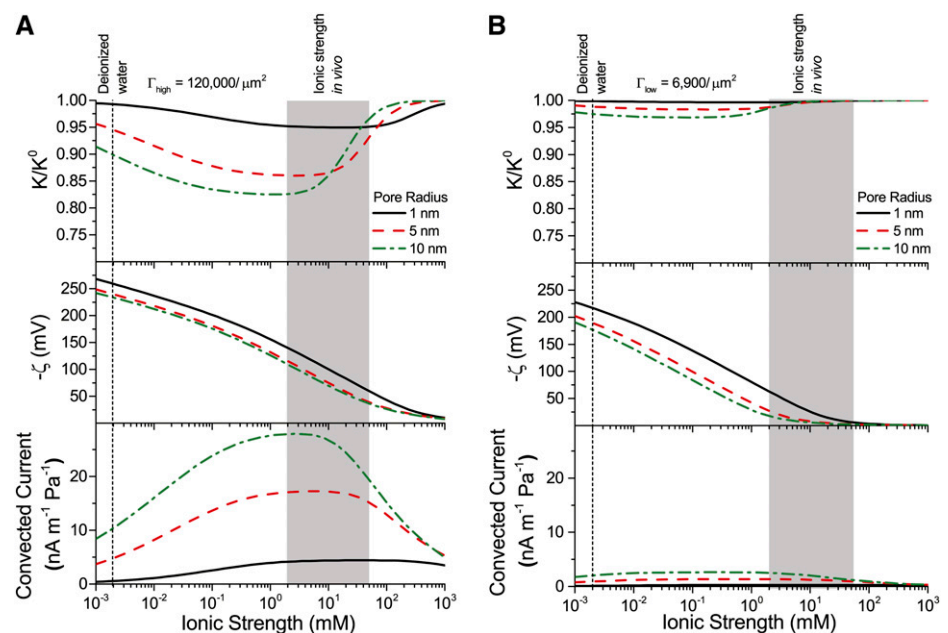 A
Deionized
water
Γhigh = 120,000/ μm²
Ionic strength
in vivo
1.00
0.95
0.90
0.85
0.80
0.75
K/K⁰
Pore Radius
1 nm
5 nm
10 nm
250
200
150
100
50
-ζ (mV)
20
10
0
Convected Current
(nA m⁻¹ Pa⁻¹)
10⁻³ 10⁻² 10⁻¹ 10⁰ 10¹ 10² 10³
Ionic Strength (mM)
B
Deionized
water
Γlow = 6,900/ μm²
Ionic strength
in vivo
1.00
0.95
0.90
0.85
0.80
0.75
K/K⁰
Pore Radius
1 nm
5 nm
10 nm
250
200
150
100
50
-ζ (mV)
20
10
0
Convected Current
(nA m⁻¹ Pa⁻¹)
10⁻³ 10⁻² 10⁻¹ 10⁰ 10¹ 10² 10³
Ionic Strength (mM)